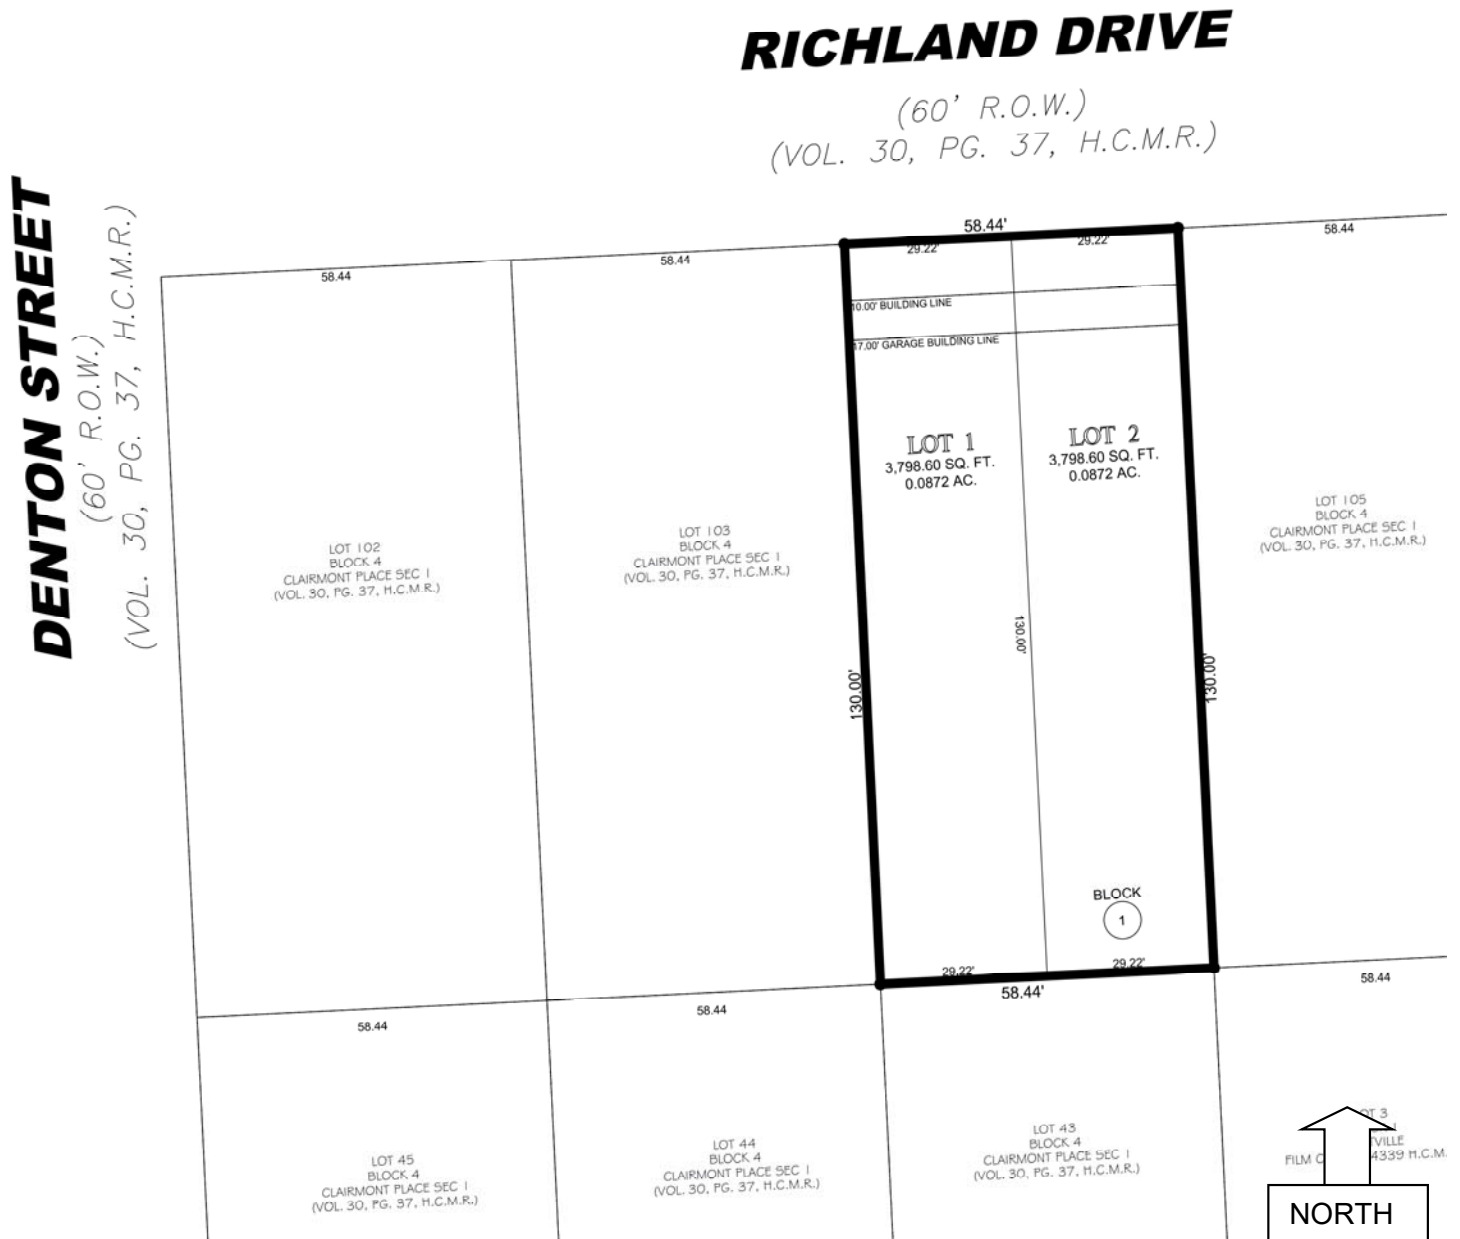 RICHLAND DRIVE
(60' R.O.W.)
(VOL. 30, PG. 37, H.C.M.R.)
DENTON STREET
(60' R.O.W.)
(VOL. 30, PG. 37, H.C.M.R.)
58.44
58.44
58.44'
29.22'
29.22'
58.44
10.00' BUILDING LINE
17.00' GARAGE BUILDING LINE
LOT 1
3,798.60 SQ. FT.
0.0872 AC.
LOT 2
3,798.60 SQ. FT.
0.0872 AC.
LOT 102
BLOCK 4
CLAIRMONT PLACE SEC 1
(VOL. 30, PG. 37, H.C.M.R.)
LOT 103
BLOCK 4
CLAIRMONT PLACE SEC 1
(VOL. 30, PG. 37, H.C.M.R.)
LOT 105
BLOCK 4
CLAIRMONT PLACE SEC 1
(VOL. 30, PG. 37, H.C.M.R.)
130.00'
130.00'
130.00'
BLOCK
1
29.22'
29.22'
58.44'
58.44
58.44
58.44
LOT 45
BLOCK 4
CLAIRMONT PLACE SEC 1
(VOL. 30, PG. 37, H.C.M.R.)
LOT 44
BLOCK 4
CLAIRMONT PLACE SEC 1
(VOL. 30, PG. 37, H.C.M.R.)
LOT 43
BLOCK 4
CLAIRMONT PLACE SEC 1
(VOL. 30, PG. 37, H.C.M.R.)
OT 3
TVILLE
FILM C 4339 H.C.M.
NORTH